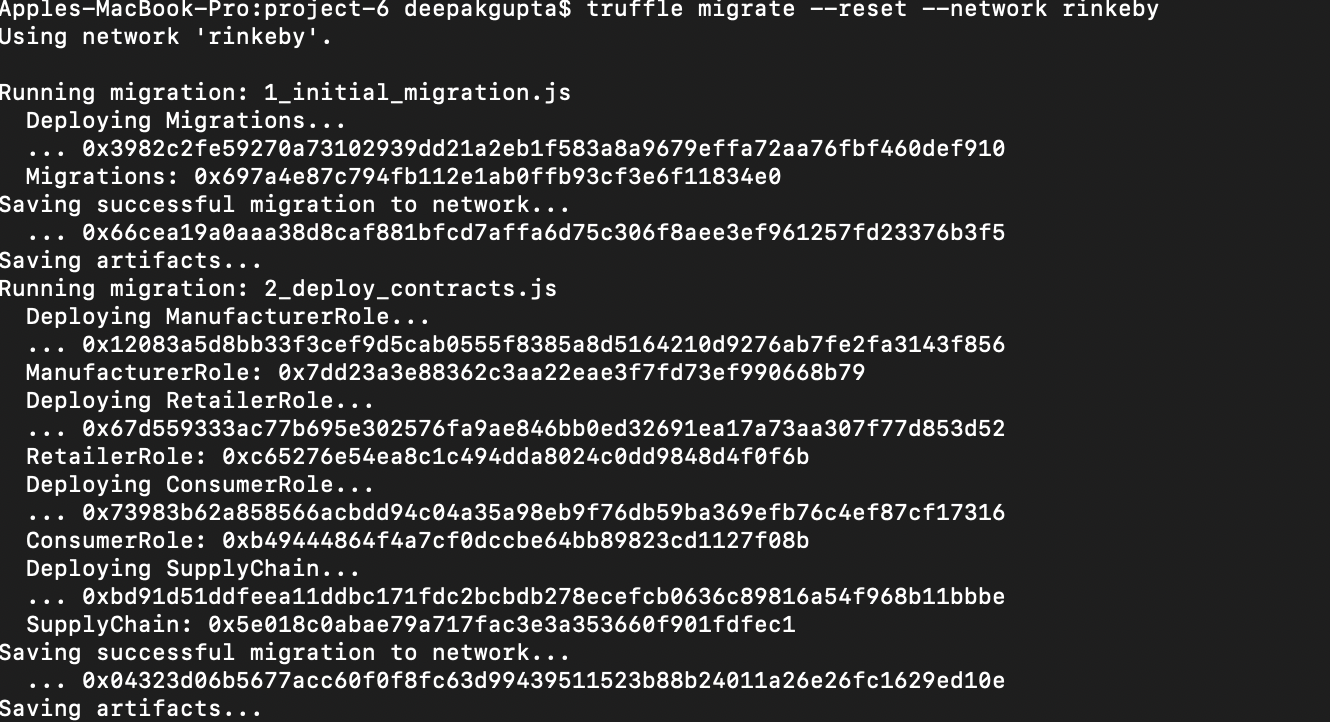 Apples-MacBook-Pro:project-6 deepakgupta$ truffle migrate --reset --network rinkeby
Using network 'rinkeby'.
Running migration: 1_initial_migration.js
Deploying Migrations...
... 0x3982c2fe59270a73102939dd21a2eb1f583a8a9679effa72aa76fbf460def910
Migrations: 0x697a4e87c794fb112e1ab0ffb93cf3e6f11834e0
Saving successful migration to network...
... 0x66cea19a0aaa38d8caf881bfcd7affa6d75c306f8aee3ef961257fd23376b3f5
Saving artifacts...
Running migration: 2_deploy_contracts.js
Deploying ManufacturerRole...
... 0x12083a5d8bb33f3cef9d5cab0555f8385a8d5164210d9276ab7fe2fa3143f856
ManufacturerRole: 0x7dd23a3e88362c3aa22eae3f7fd73ef990668b79
Deploying RetailerRole...
... 0x67d559333ac77b695e302576fa9ae846bb0ed32691ea17a73aa307f77d853d52
RetailerRole: 0xc65276e54ea8c1c494dda8024c0dd9848d4f0f6b
Deploying ConsumerRole...
... 0x73983b62a858566acbdd94c04a35a98eb9f76db59ba369efb76c4ef87cf17316
ConsumerRole: 0xb49444864f4a7cf0dccbe64bb89823cd1127f08b
Deploying SupplyChain...
... 0xbd91d51ddfeea11ddbc171fdc2bcbdb278ecefcb0636c89816a54f968b11bbbe
SupplyChain: 0x5e018c0abae79a717fac3e3a353660f901fdfec1
Saving successful migration to network...
... 0x04323d06b5677acc60f0f8fc63d99439511523b88b24011a26e26fc1629ed10e
Saving artifacts...